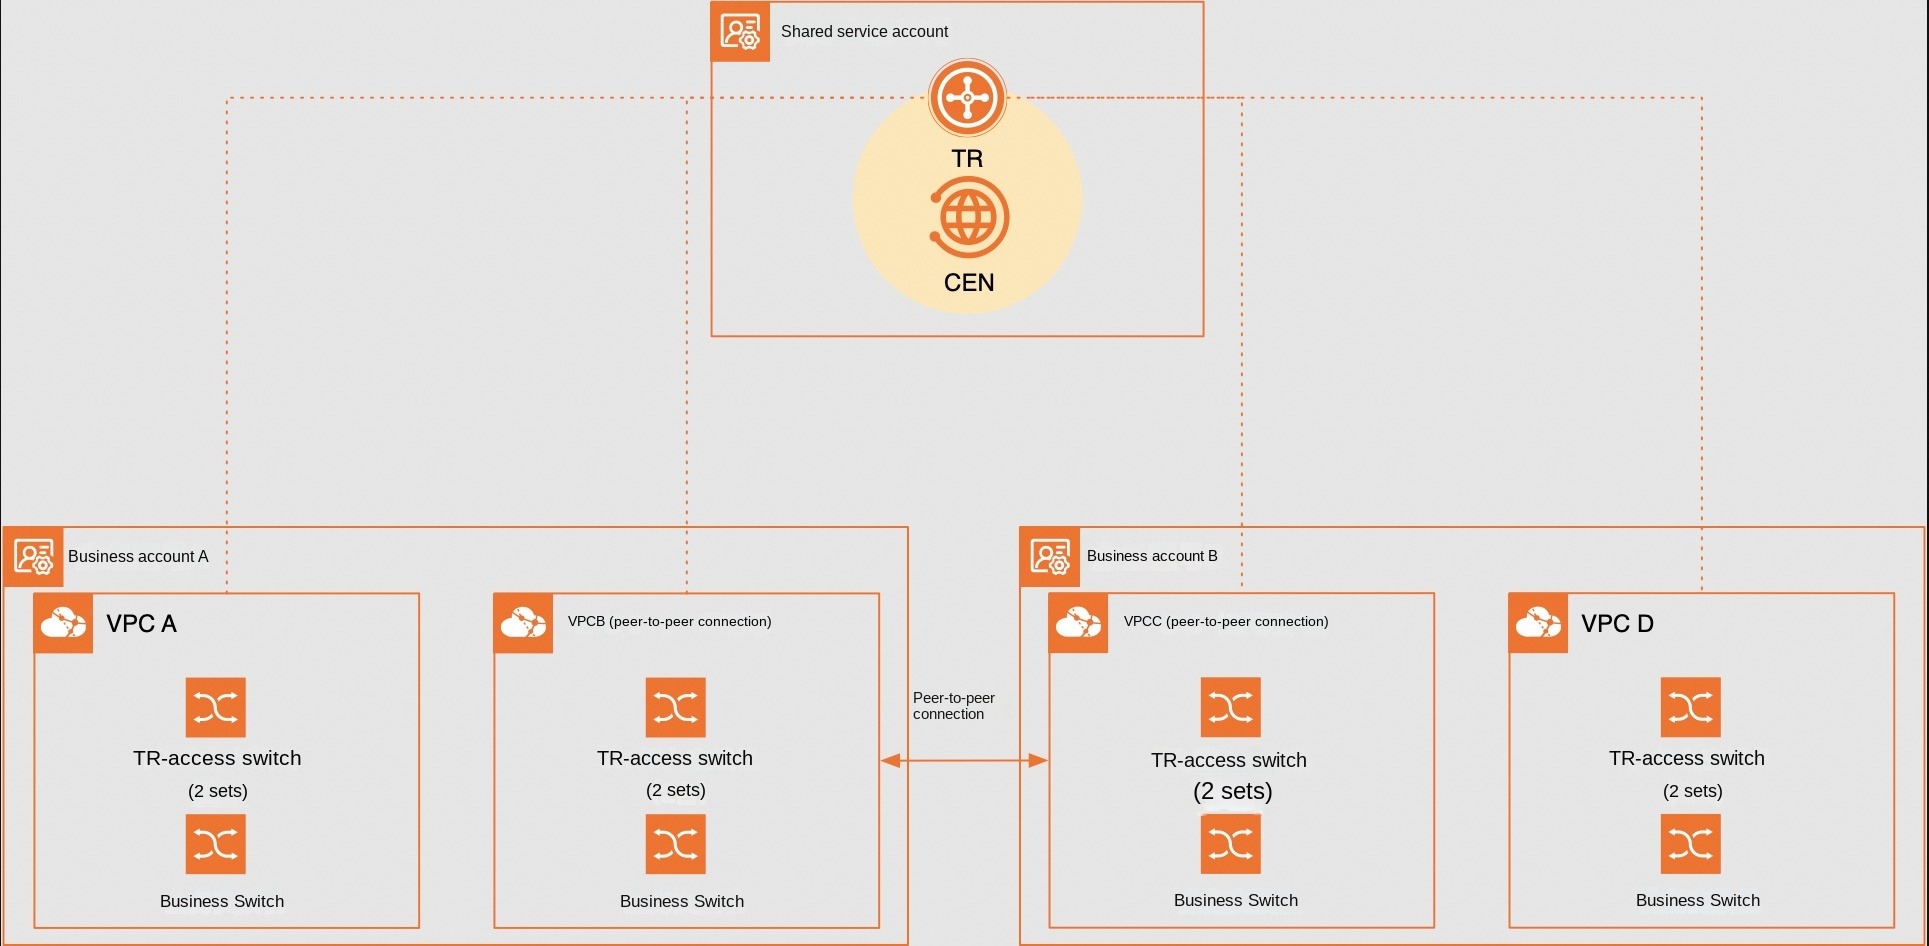 Shared service account
TR
CEN
Business account A
VPC A
TR-access switch
(2 sets)
Business Switch
VPCB (peer-to-peer connection)
TR-access switch
(2 sets)
Business Switch
Peer-to-peer
connection
Business account B
VPCC (peer-to-peer connection)
TR-access switch
(2 sets)
Business Switch
VPC D
TR-access switch
(2 sets)
Business Switch